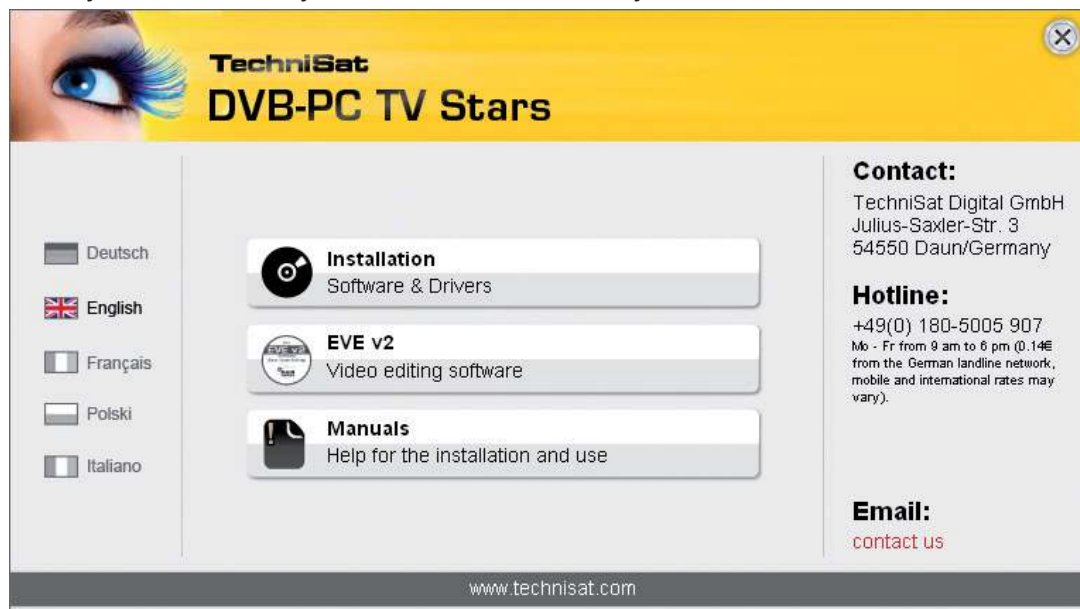 TechniSat
DVB-PC TV Stars
Deutsch
English
Français
Polski
Italiano
Installation
Software & Drivers
EVE v2
Video editing software
Manuals
Help for the installation and use
Contact:
TechniSat Digital GmbH
Julius-Saxler-Str. 3
54550 Daun/Germany
Hotline:
+49(0) 180-5005 907
Mo - Fr from 9 am to 6 pm (0.14€
from the German landline network,
mobile and international rates may
vary).
Email:
contact us
www.technisat.com